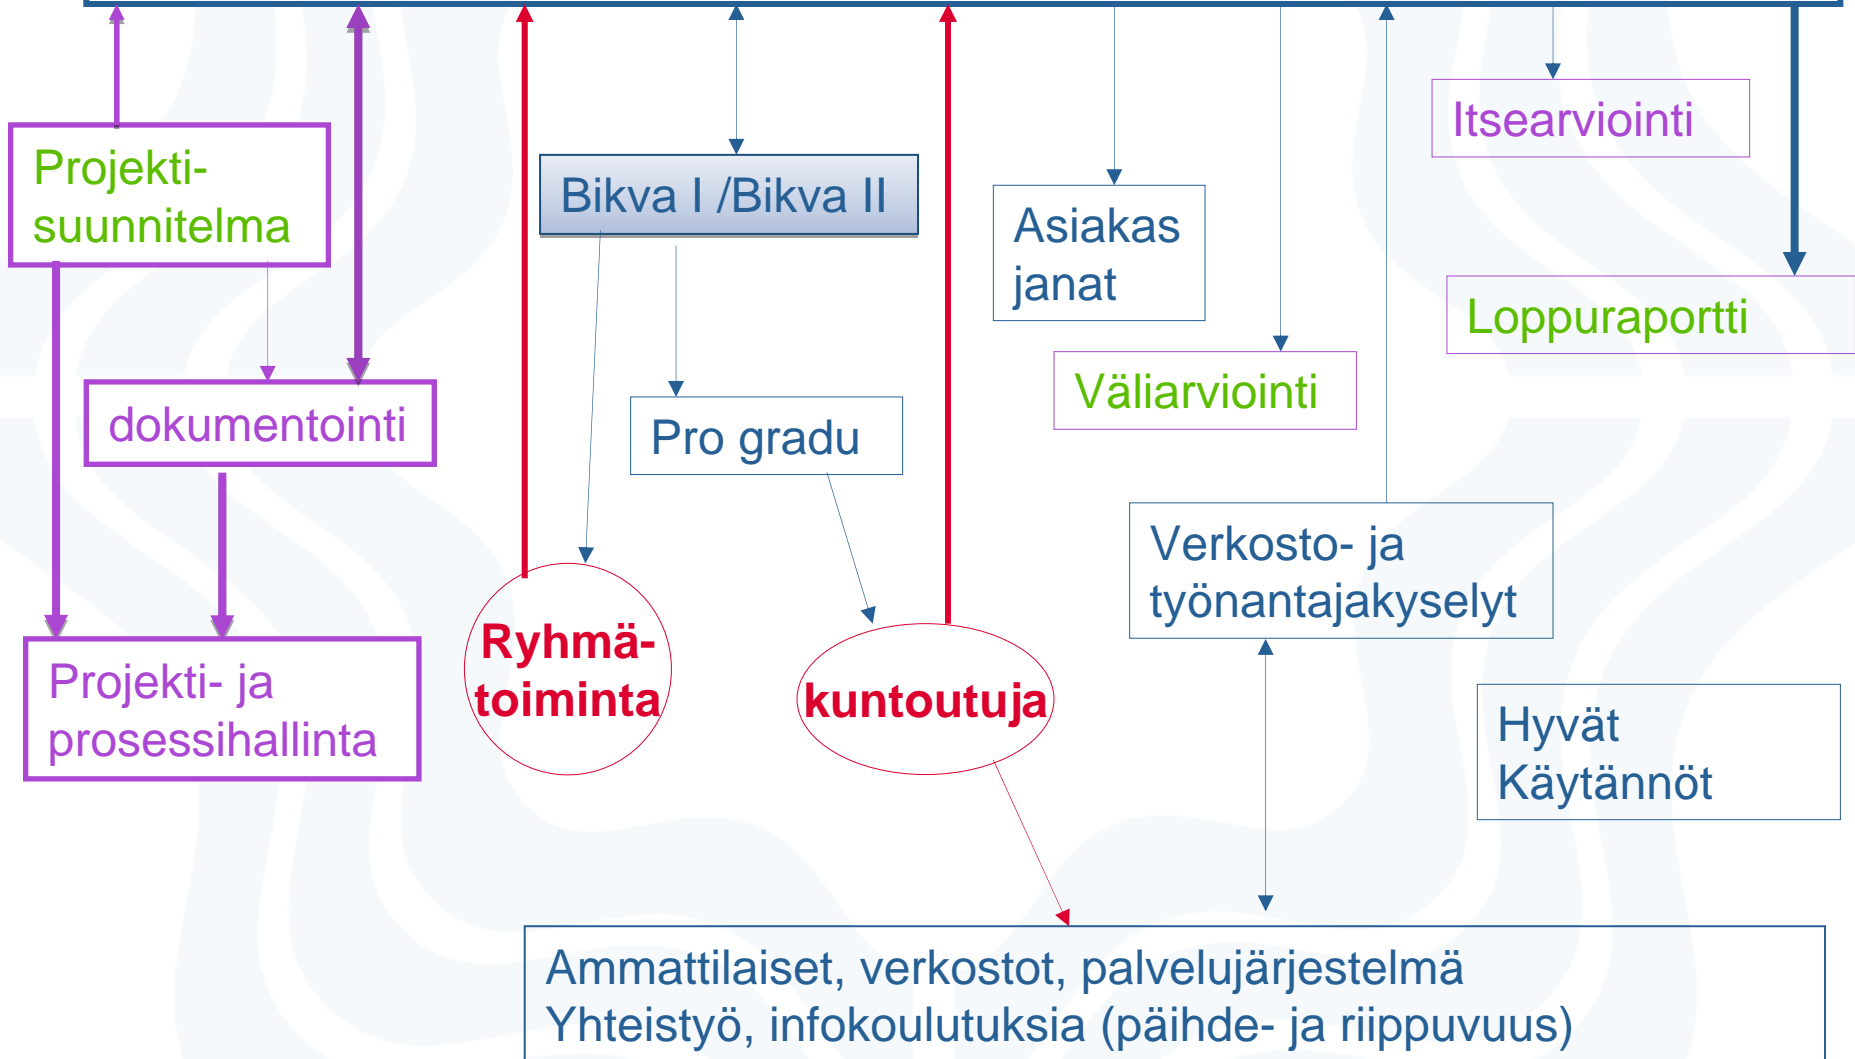 Itsearviointi
Projekti-
suunnitelma
Bikva I /Bikva II
Asiakas
janat
Loppuraportti
Väliarviointi
dokumentointi
Pro gradu
Verkosto- ja
työnantajakyselyt
Ryhmä-
toiminta
kuntoutuja
Projekti- ja
prosessihallinta
Hyvät
Käytännöt
Ammattilaiset, verkostot, palvelujärjestelmä
Yhteistyö, infokoulutuksia (päihde- ja riippuvuus)